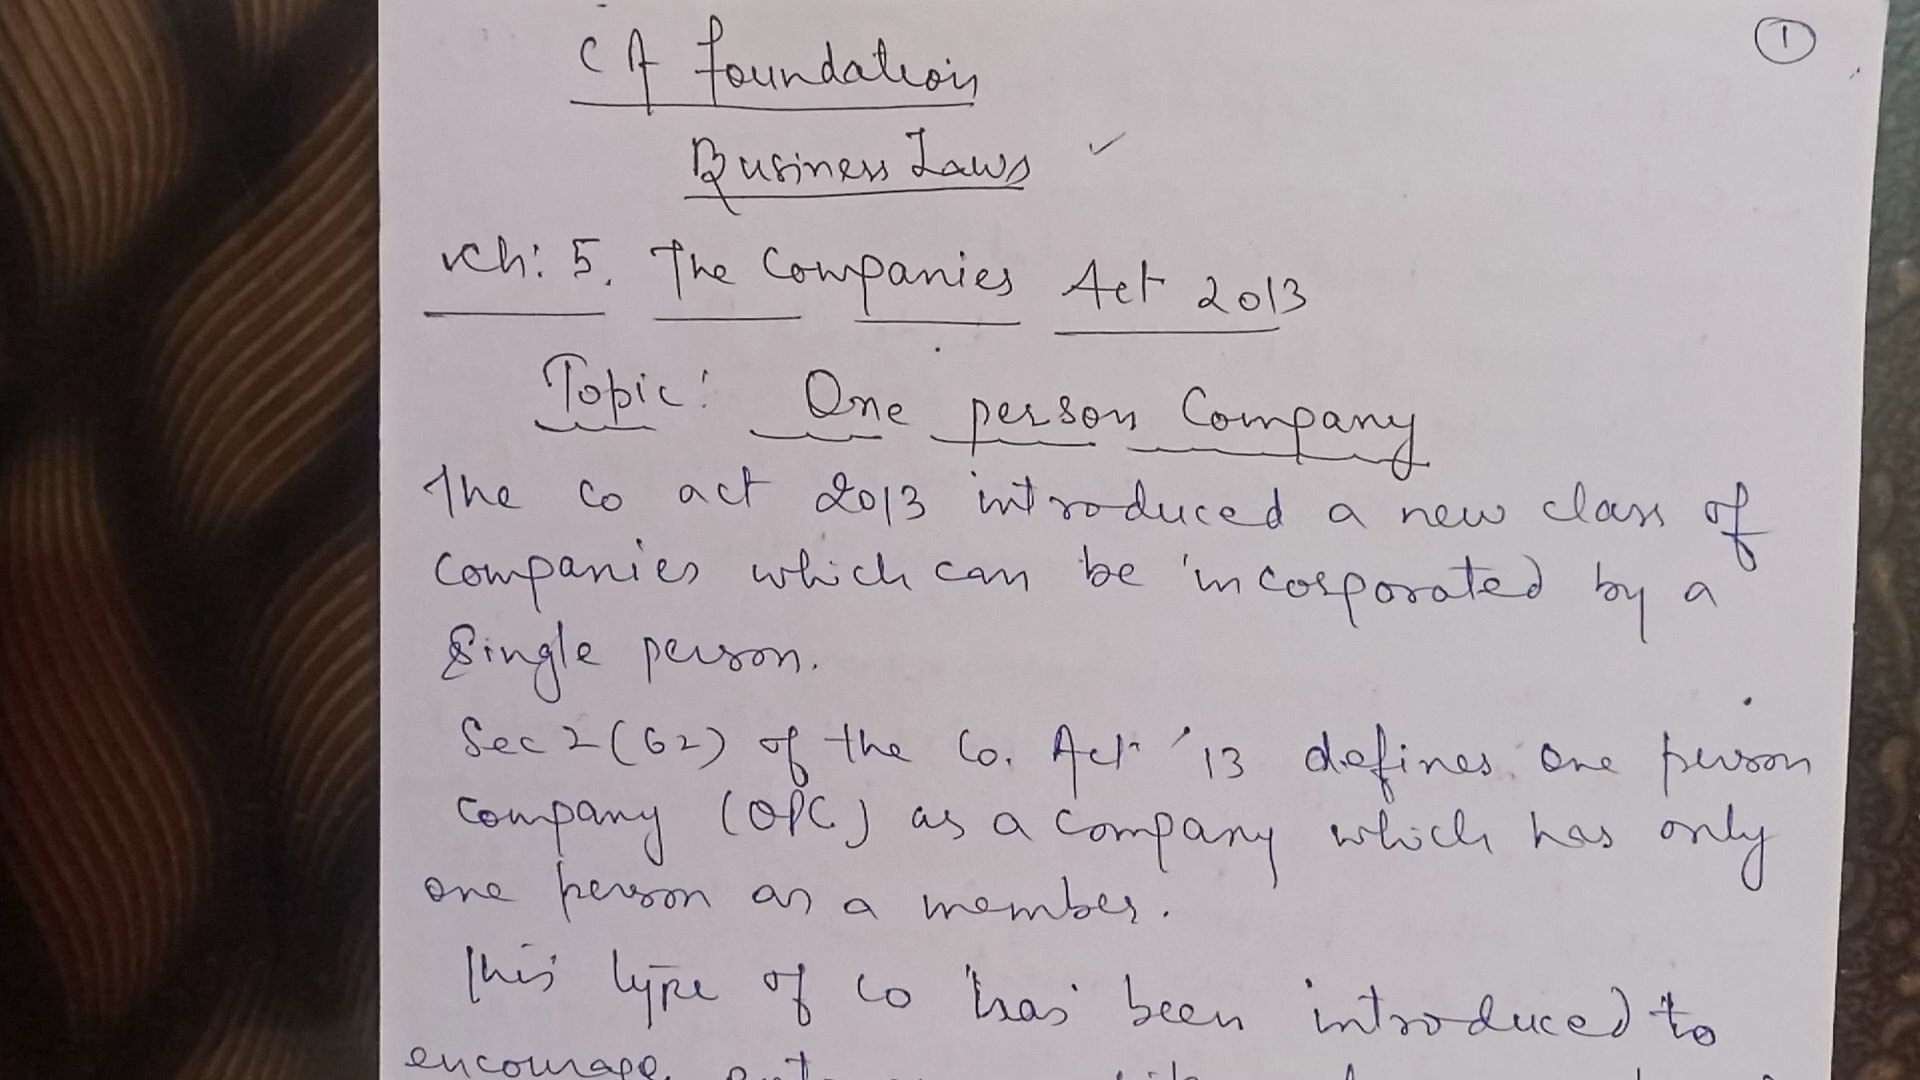 1
CA foundation
Business Laws
Ch: 5. The Companies Act 2013
Topic: One person Company
The co act 2013 introduced a new class of
companies which can be incorporated by a
Single person.
Sec 2 (62) of the Co. Act '13 defines one person
company (OPC) as a company which has only
one person as a member.
This type of co has been introduced to
encourage